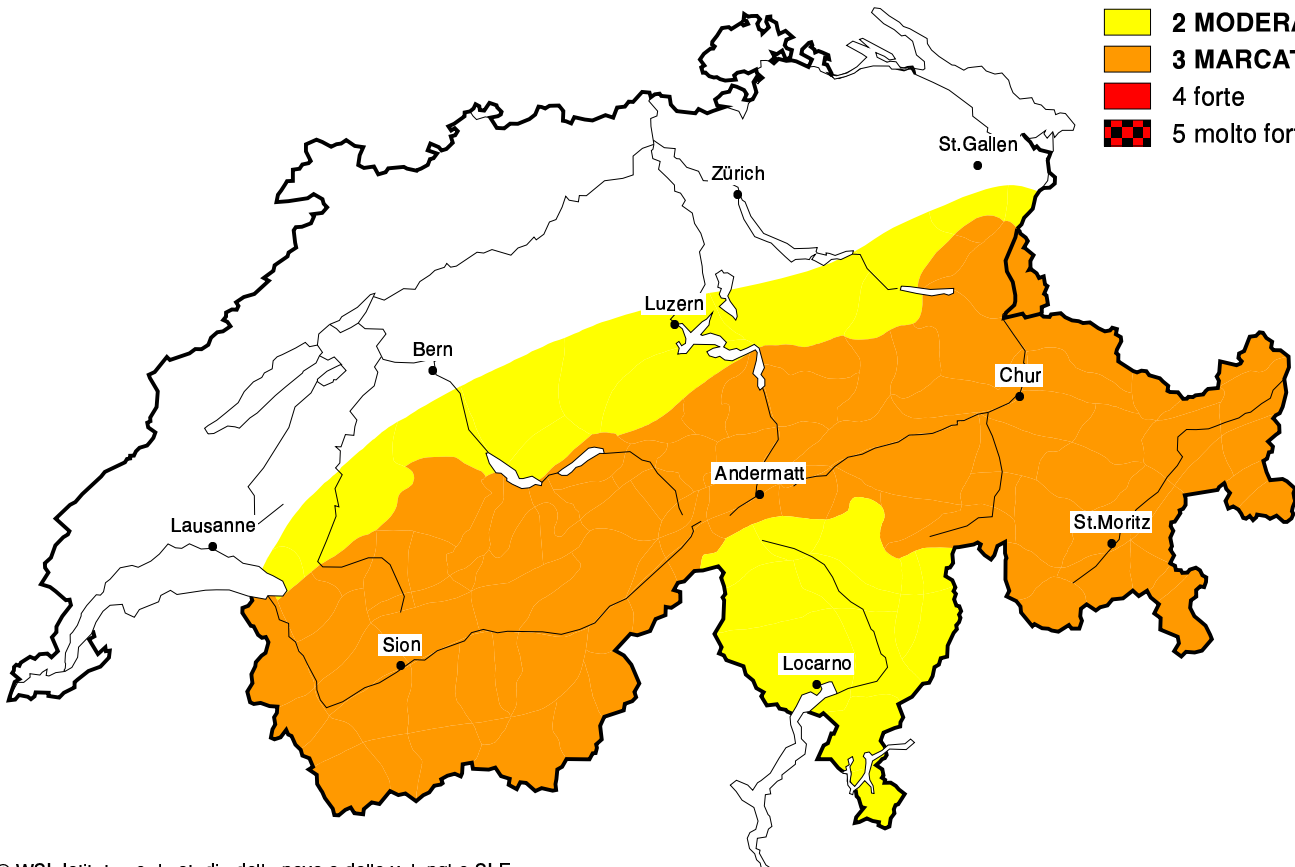 2 MODERA
3 MARCAT
4 forte
5 molto for
St.Gallen
Zürich
Luzern
Bern
Chur
Andermatt
St.Moritz
Lausanne
Sion
Locarno